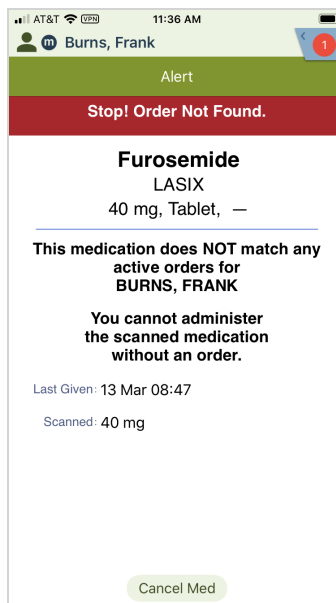 AT&T VPN 11:36 AM
m Burns, Frank 1
Alert
Stop! Order Not Found.
Furosemide
LASIX
40 mg, Tablet, —
This medication does NOT match any
active orders for
BURNS, FRANK
You cannot administer
the scanned medication
without an order.
Last Given: 13 Mar 08:47
Scanned: 40 mg
Cancel Med